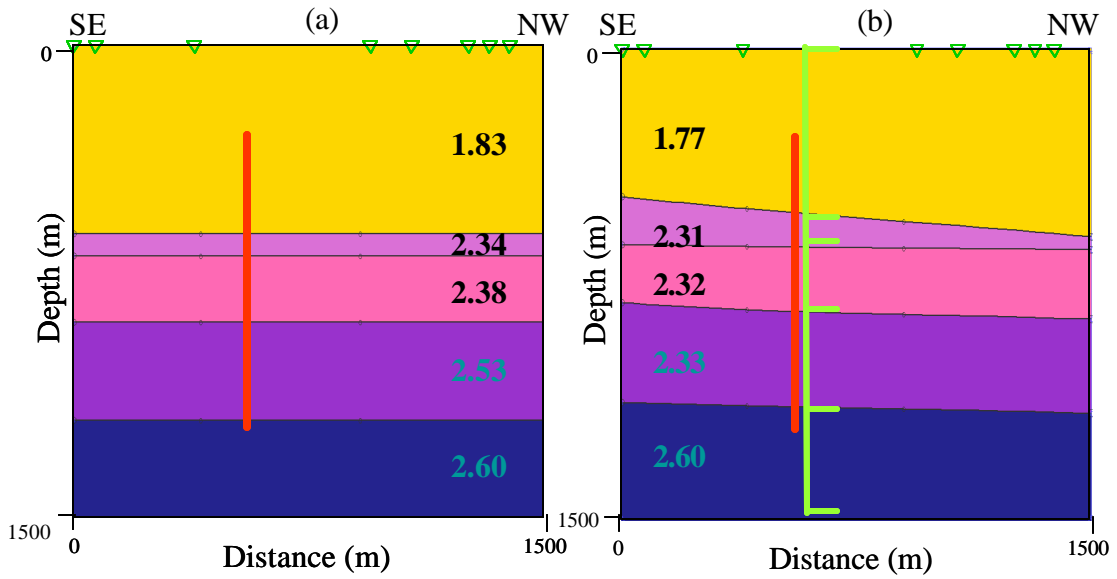 (a)
SE
NW
0
1.83
2.34
2.38
2.53
2.60
Depth (m)
1500
0
1500
Distance (m)
(b)
SE
NW
0
1.77
2.31
2.32
2.33
2.60
Depth (m)
1500
0
1500
Distance (m)